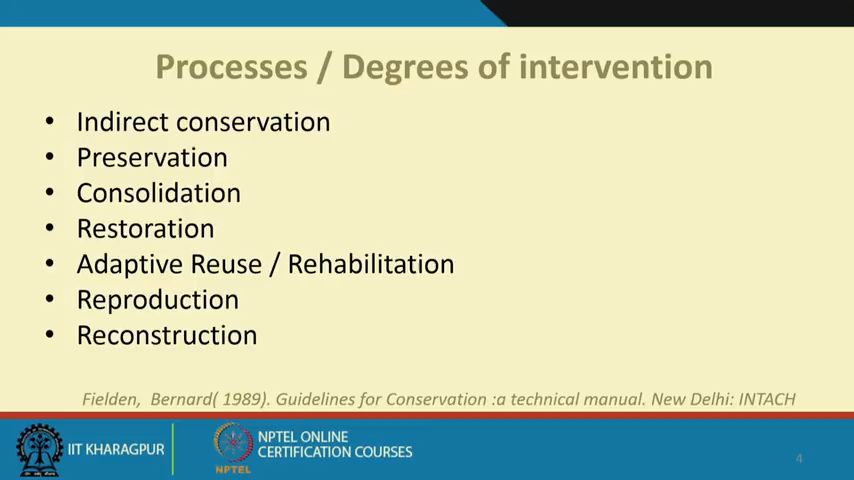 Processes / Degrees of intervention
• Indirect conservation
• Preservation
• Consolidation
• Restoration
• Adaptive Reuse / Rehabilitation
• Reproduction
• Reconstruction
Fielden, Bernard( 1989). Guidelines for Conservation :a technical manual. New Delhi: INTACH
IIT KHARAGPUR
NPTEL
NPTEL ONLINE
CERTIFICATION COURSES
4